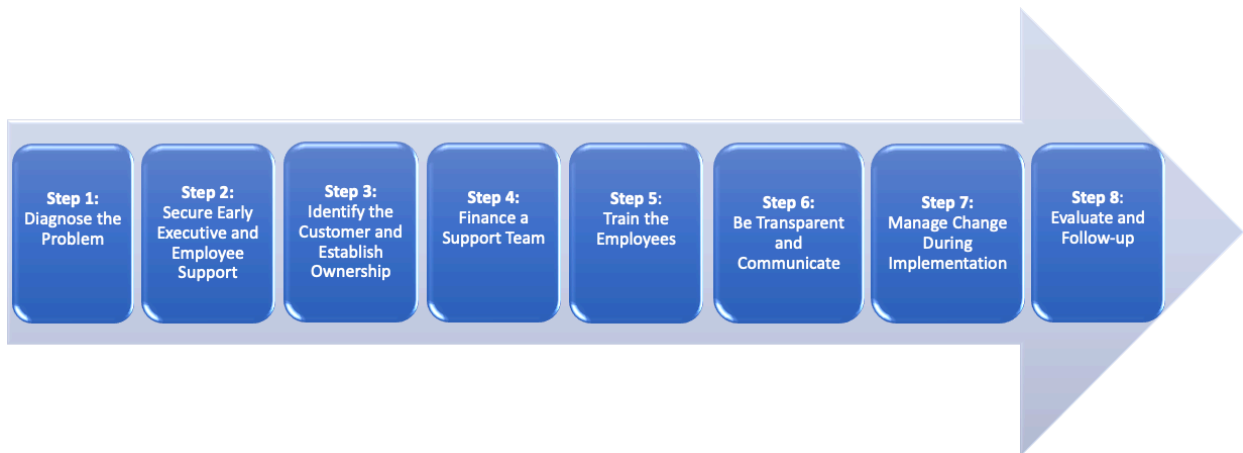 Step 1:
Diagnose the
Problem
Step 2:
Secure Early
Executive and
Employee
Support
Step 3:
Identify the
Customer and
Establish
Ownership
Step 4:
Finance a
Support Team
Step 5:
Train the
Employees
Step 6:
Be Transparent
and
Communicate
Step 7:
Manage Change
During
Implementation
Step 8:
Evaluate and
Follow-up